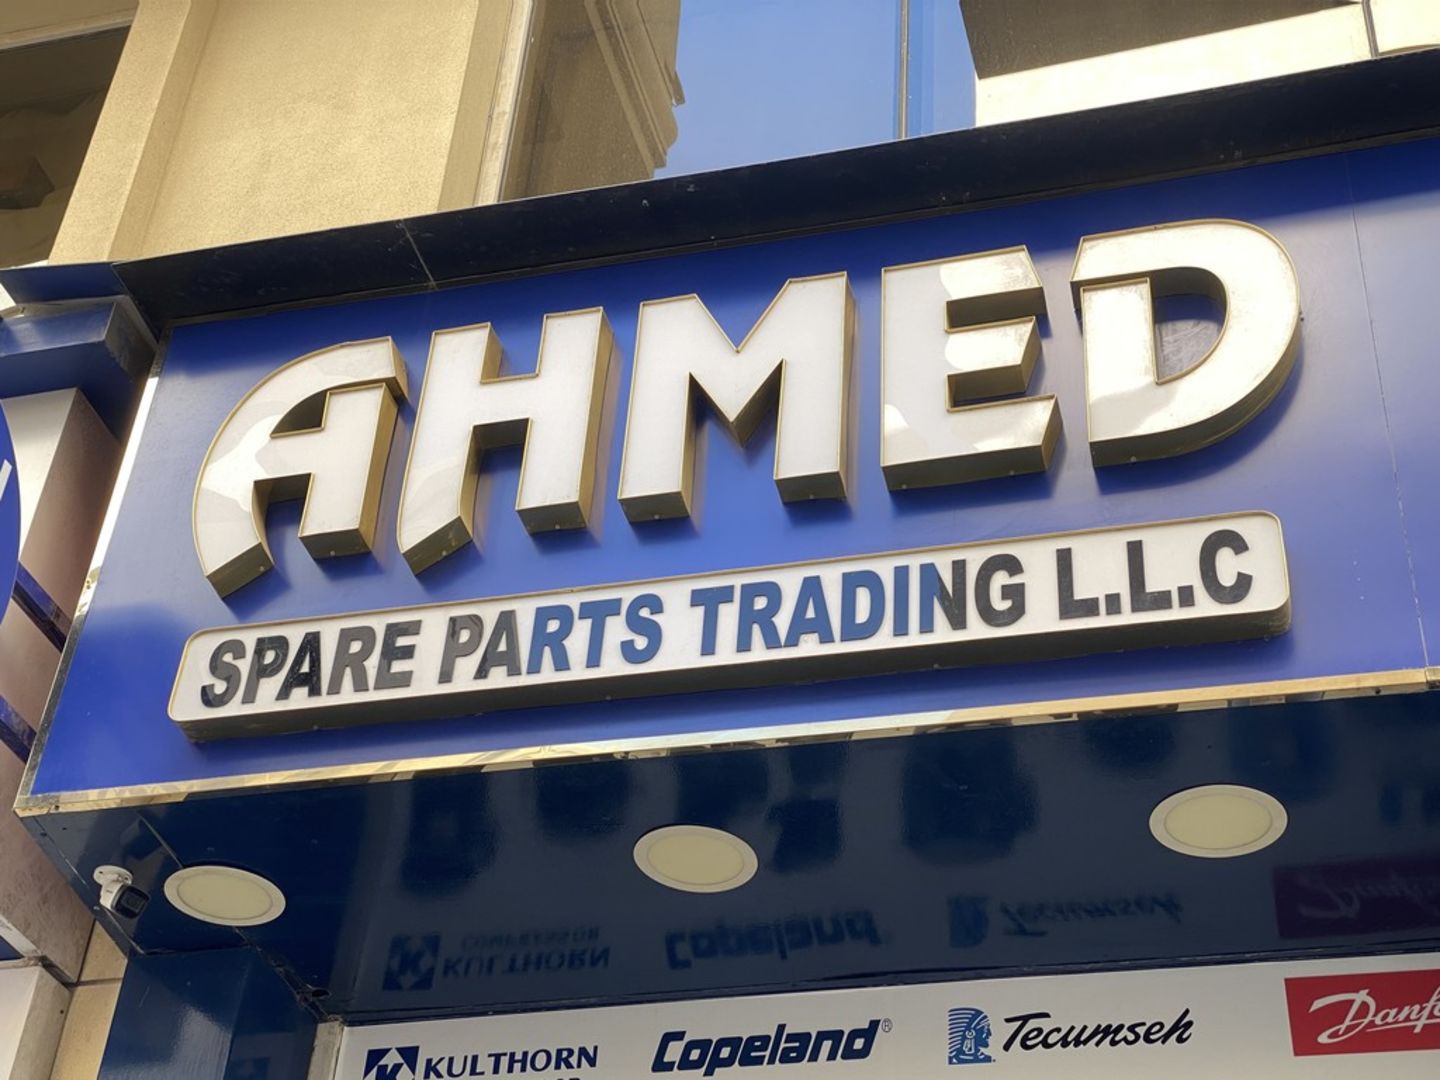 AHMED
SPARE PARTS TRADING L.L.C
KULTHORN
Copeland®
Tecumseh